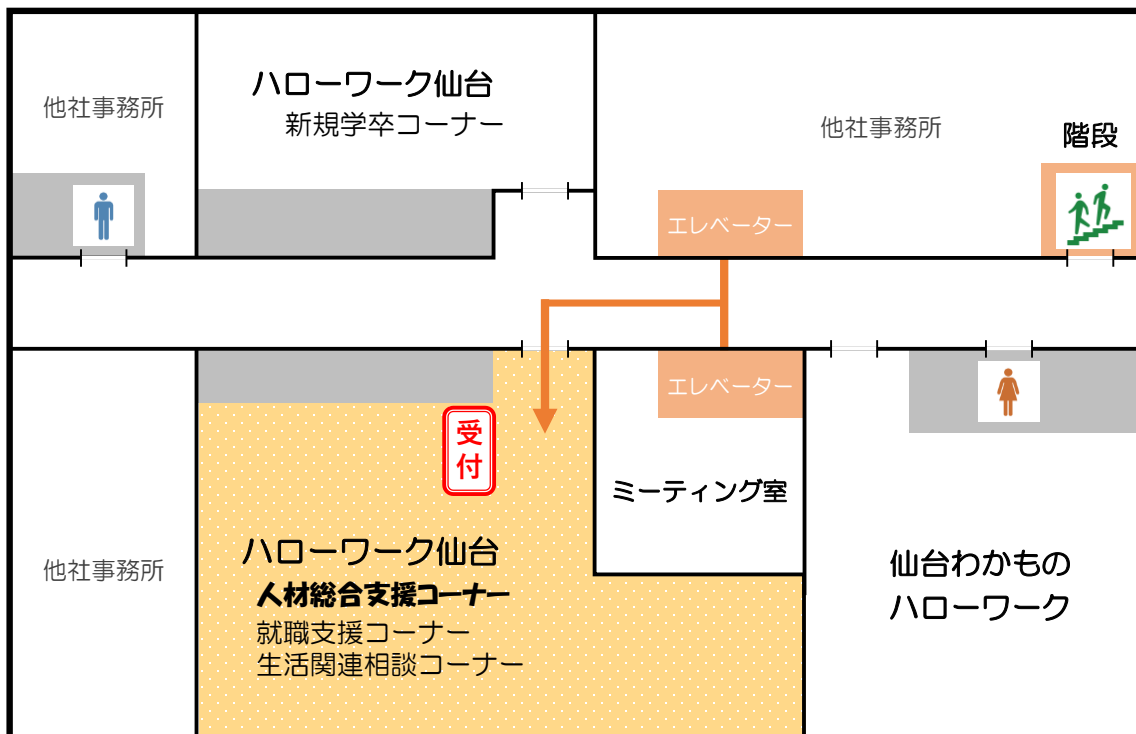 ハローワーク仙台
新規学卒コーナー
他社事務所
他社事務所
階段
エレベーター
エレベーター
受
付
ミーティング室
ハローワーク仙台
人材総合支援コーナー
就職支援コーナー
生活関連相談コーナー
他社事務所
仙台わかもの
ハローワーク